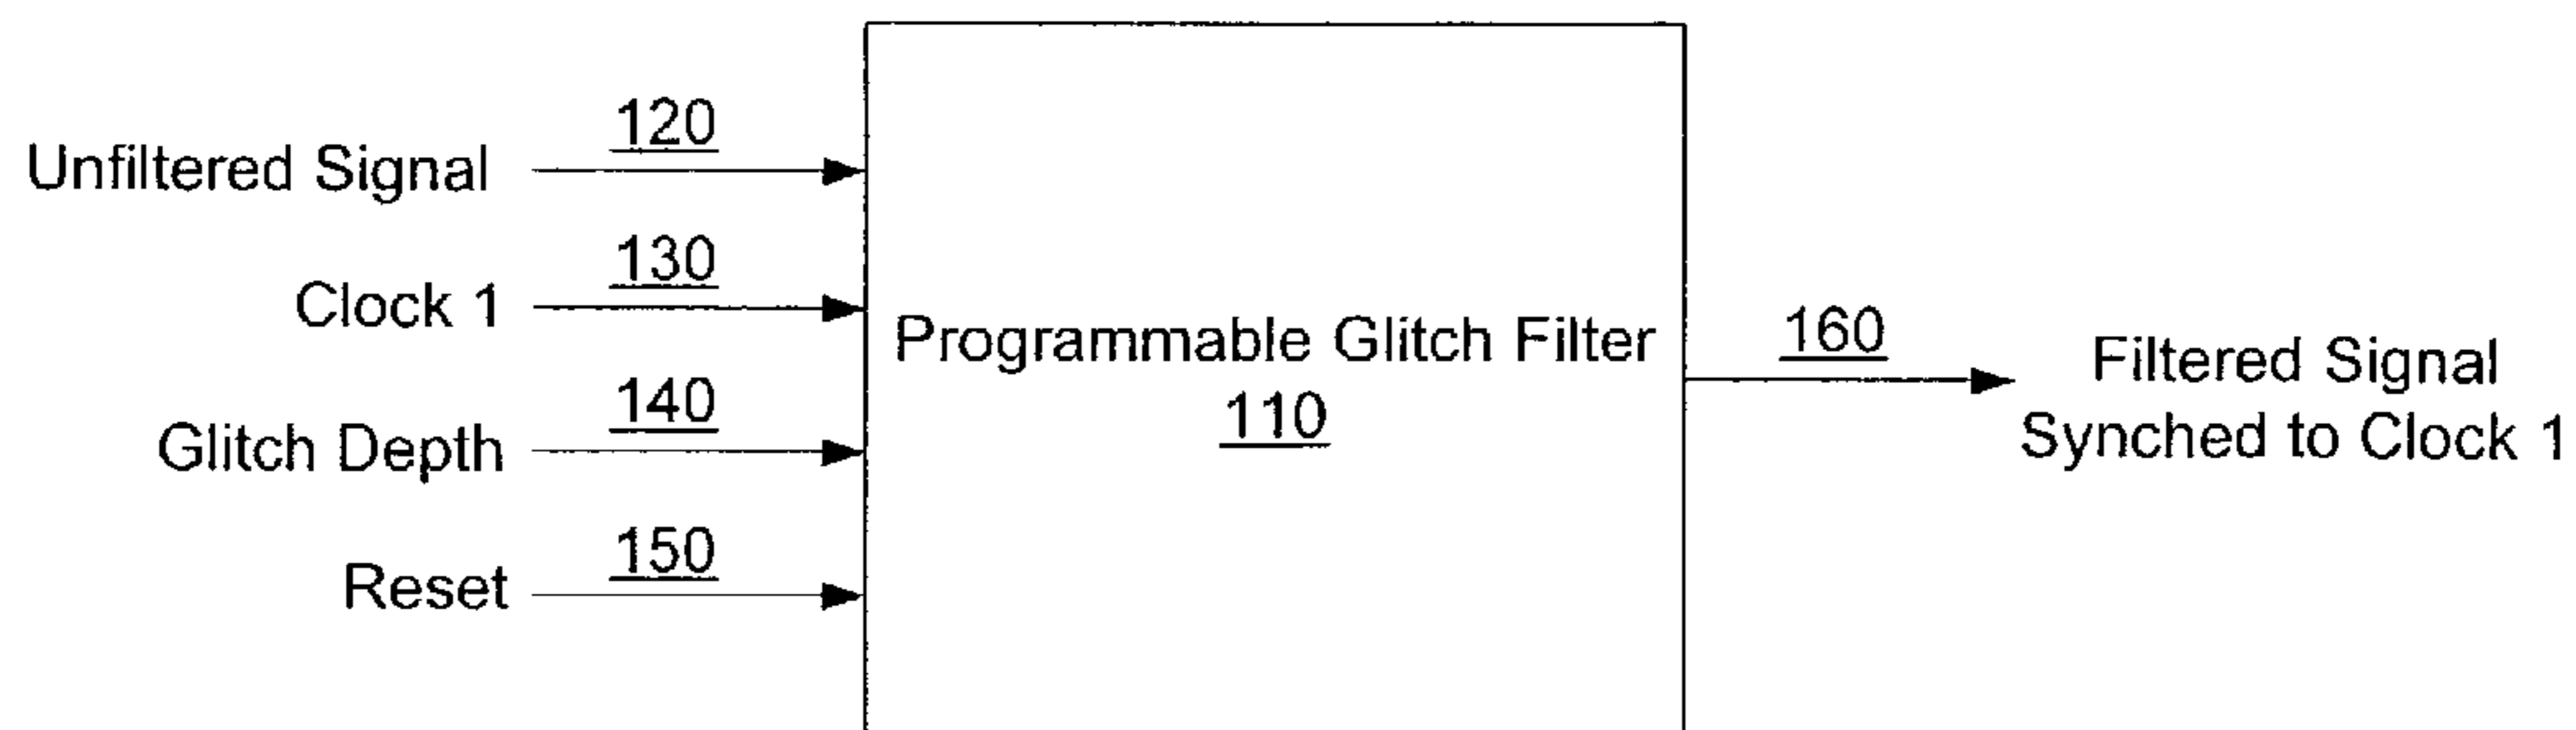 120
Unfiltered Signal
130
Clock 1
140
Glitch Depth
150
Reset
Programmable Glitch Filter
110
160
Filtered Signal
Synched to Clock 1